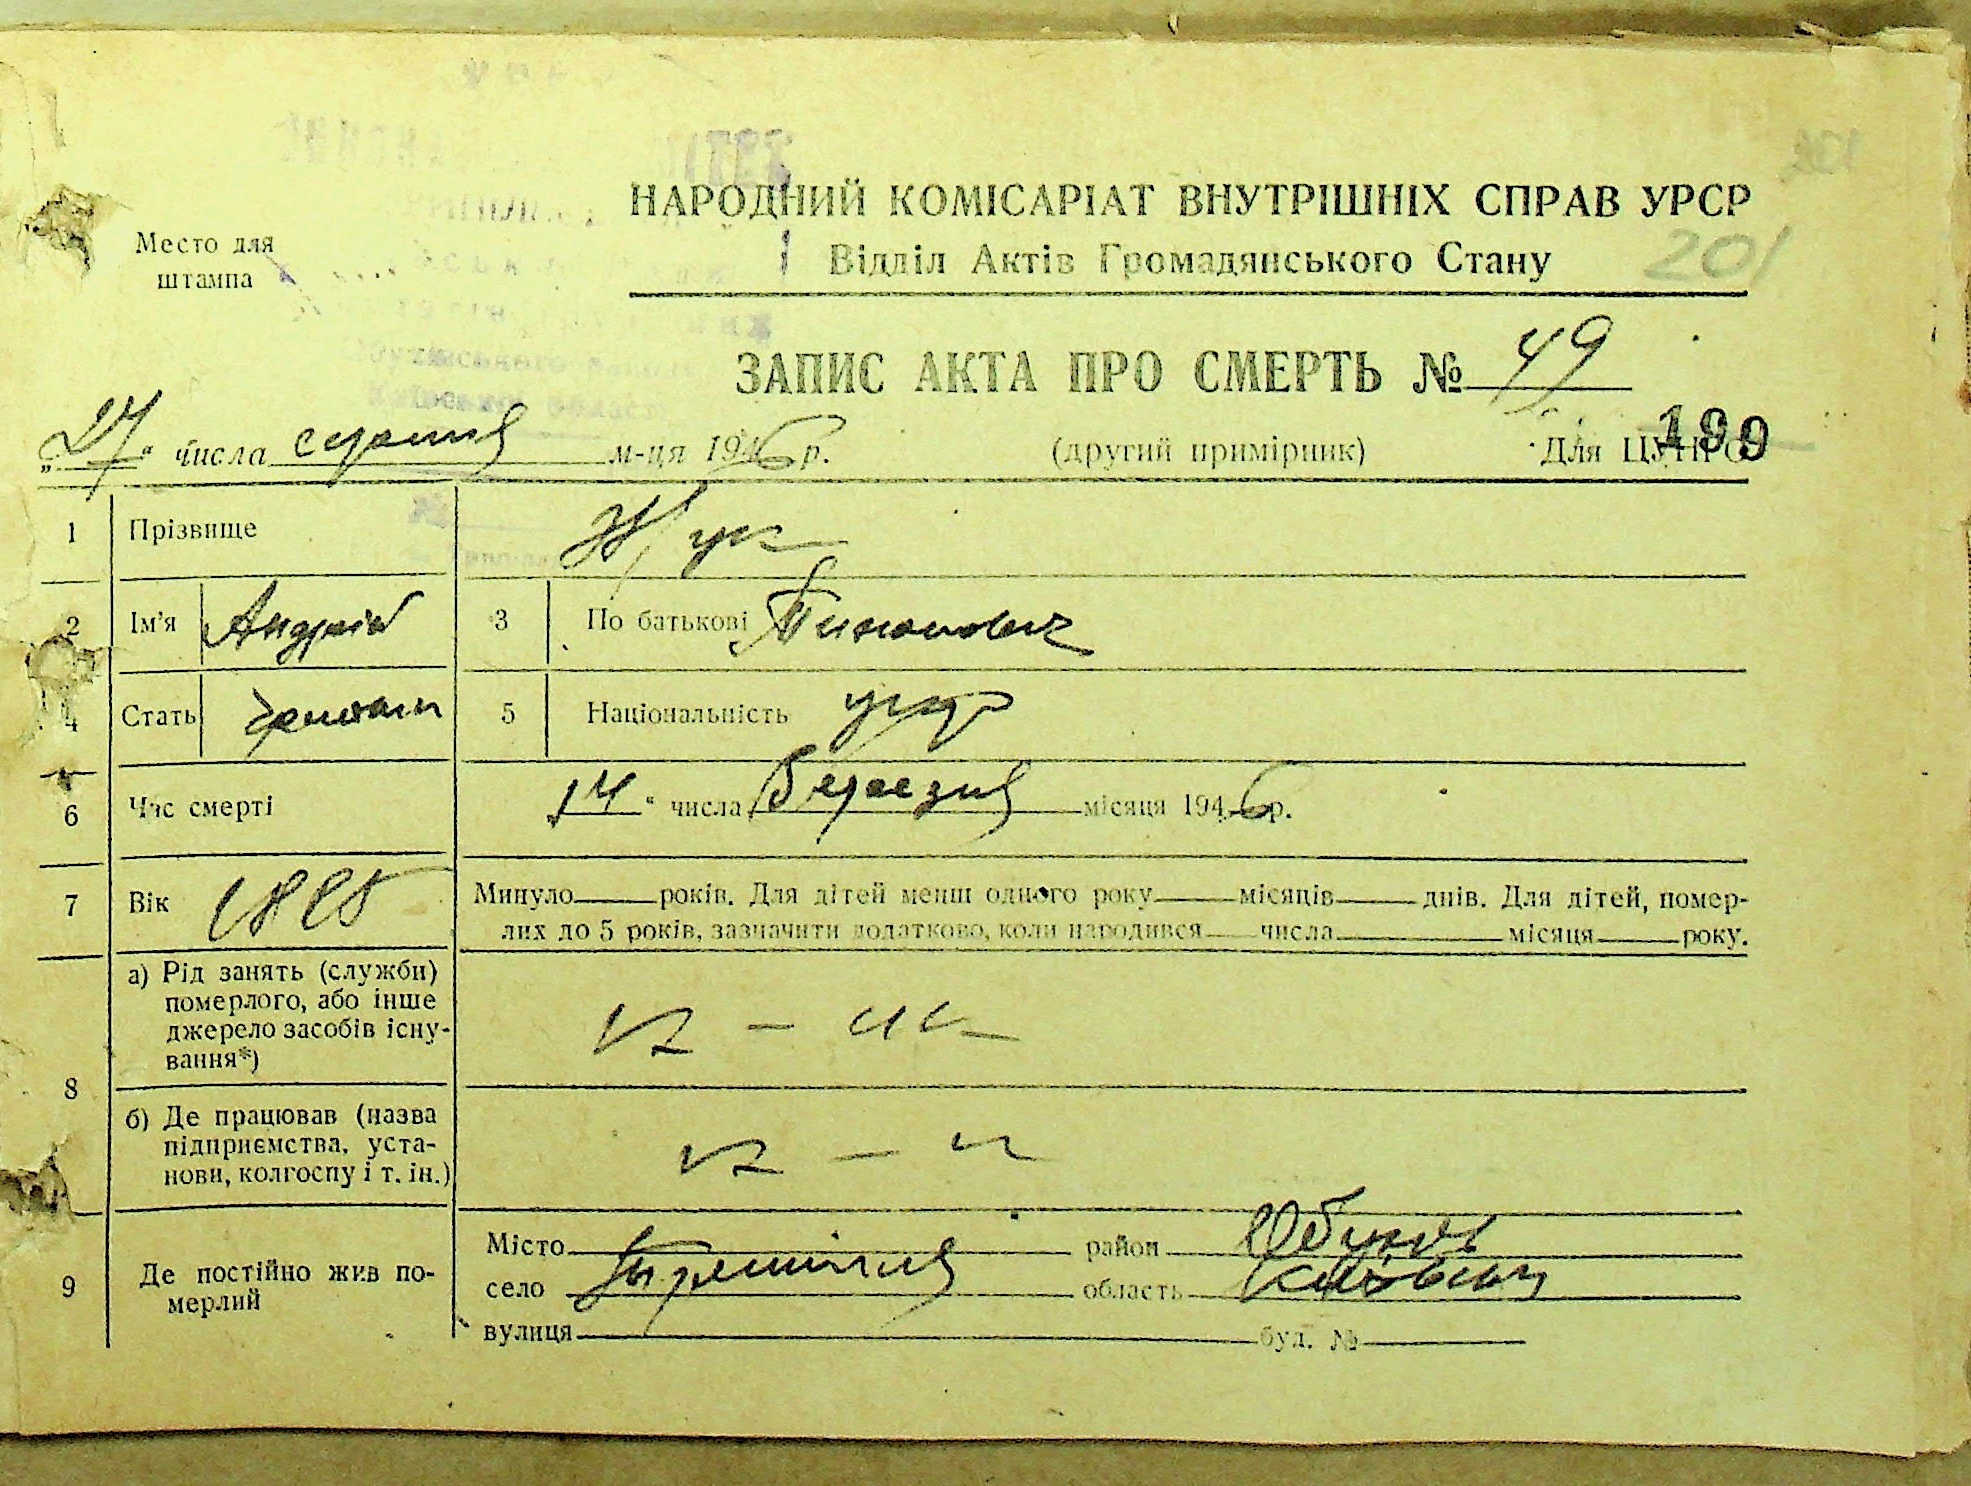 201
НАРОДНИЙ КОМІСАРІАТ ВНУТРІШНІХ СПРАВ УРСР
Место для штампа
Відділ Актів Громадянського Стану
ЗАПИС АКТА ПРО СМЕРТЬ № 49
199
„27“ числа серпня м-ця 1946 р. (другий примірник) Для
1 Прізвище Жук
2 Ім'я Андрій 3 По батькові
4 Стать 5 Національність укр
6 Час смерті 14“ числа Березня місяця 1946 р.
7 Вік Минуло років. Для дітей менш одного року місяців днів. Для дітей, помер-
лих до 5 років, зазначити додатково, коли народився числа місяця року.
8 а) Рід занять (служби)
померлого, або інше
джерело засобів існу-
вання*)
к - ик
б) Де працював (назва
підприємства, уста-
нови, колгоспу і т. ін.)
к - п
9 Де постійно жив по-
мерлий
Місто район Обухів
село область Київськ
вулиця буд. №